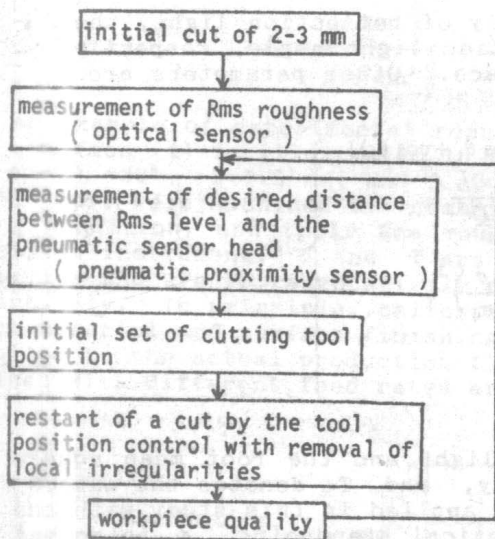 initial cut of 2-3 mm
measurement of Rms roughness
( optical sensor )
measurement of desired distance
between Rms level and the
pneumatic sensor head
( pneumatic proximity sensor )
initial set of cutting tool
position
restart of a cut by the tool
position control with removal of
local irregularities
workpiece quality